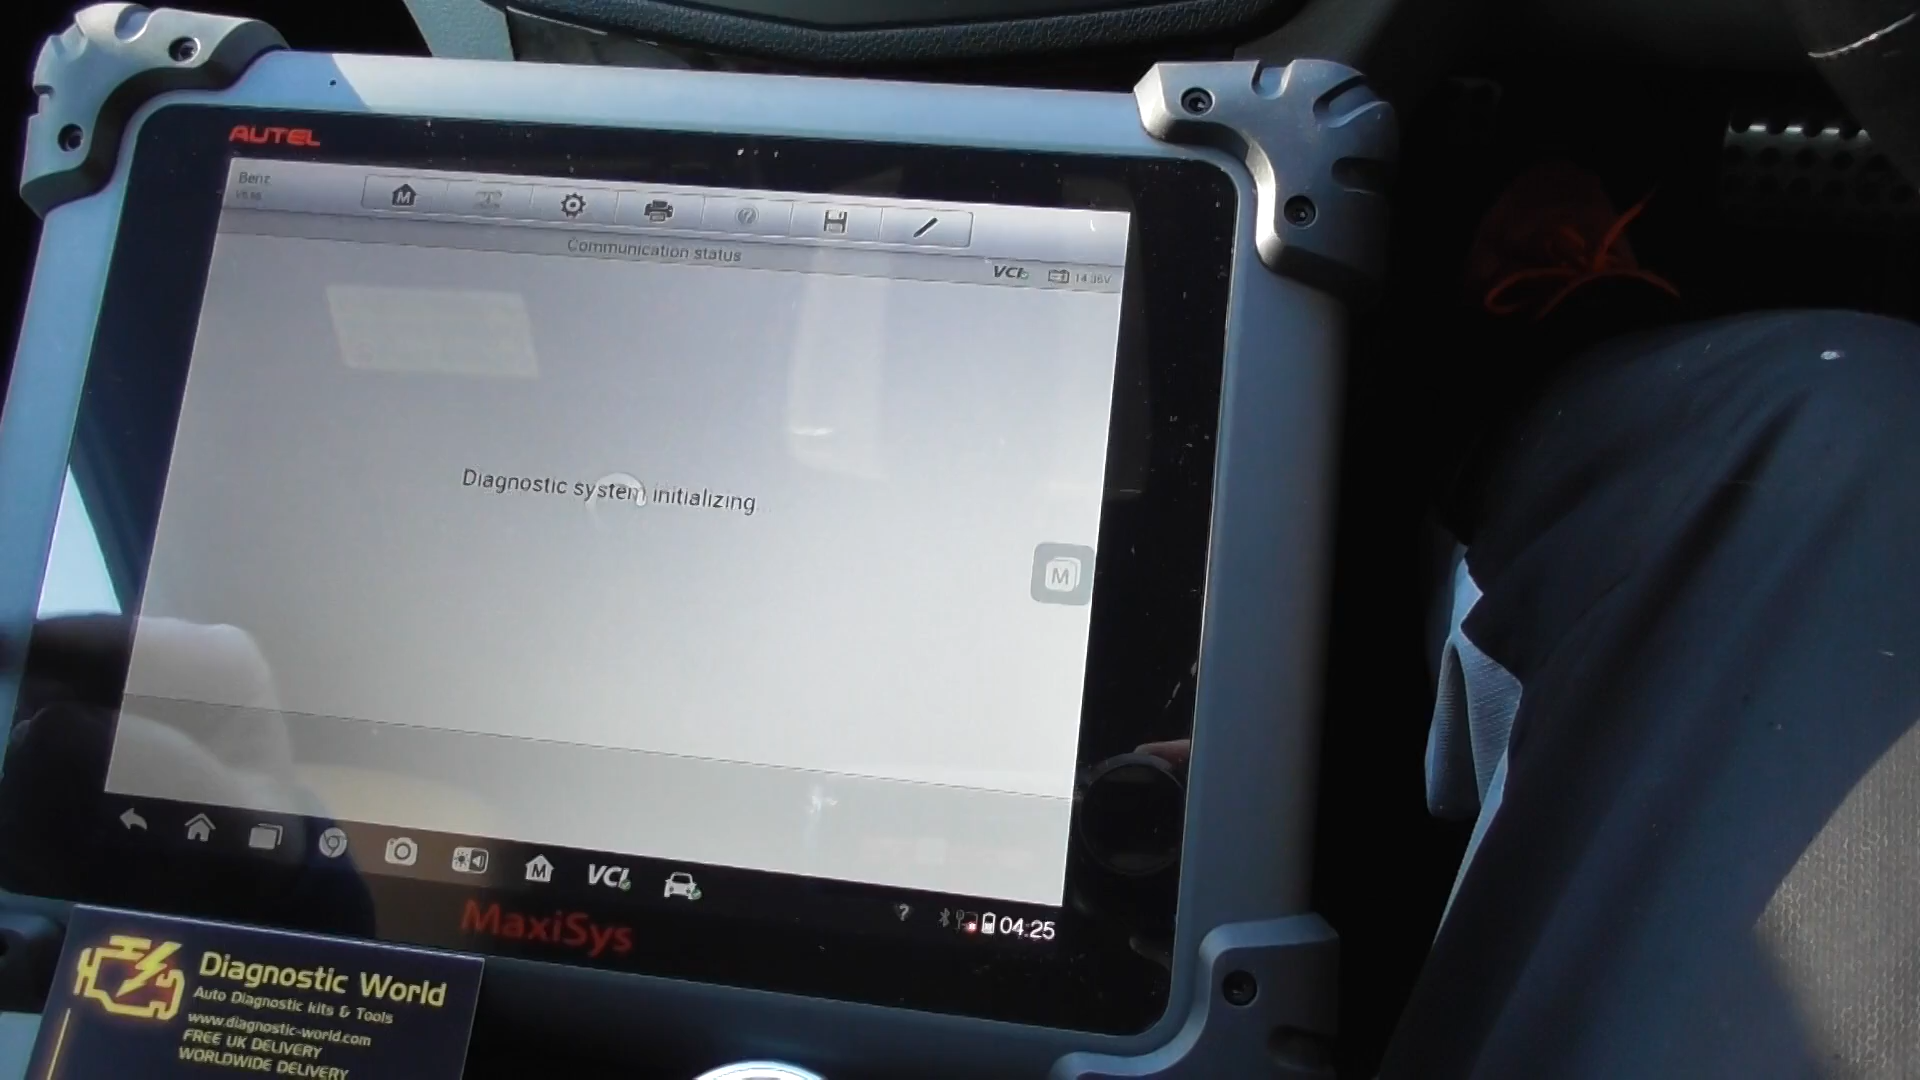 AUTEL
Benz
M
Communication status
VCI
14.36V
Diagnostic system initializing...
M
M
VCI
04:25
MaxiSys
Diagnostic World
Auto Diagnostic kits & Tools
www.diagnostic-world.com
FREE UK DELIVERY
WORLDWIDE DELIVERY